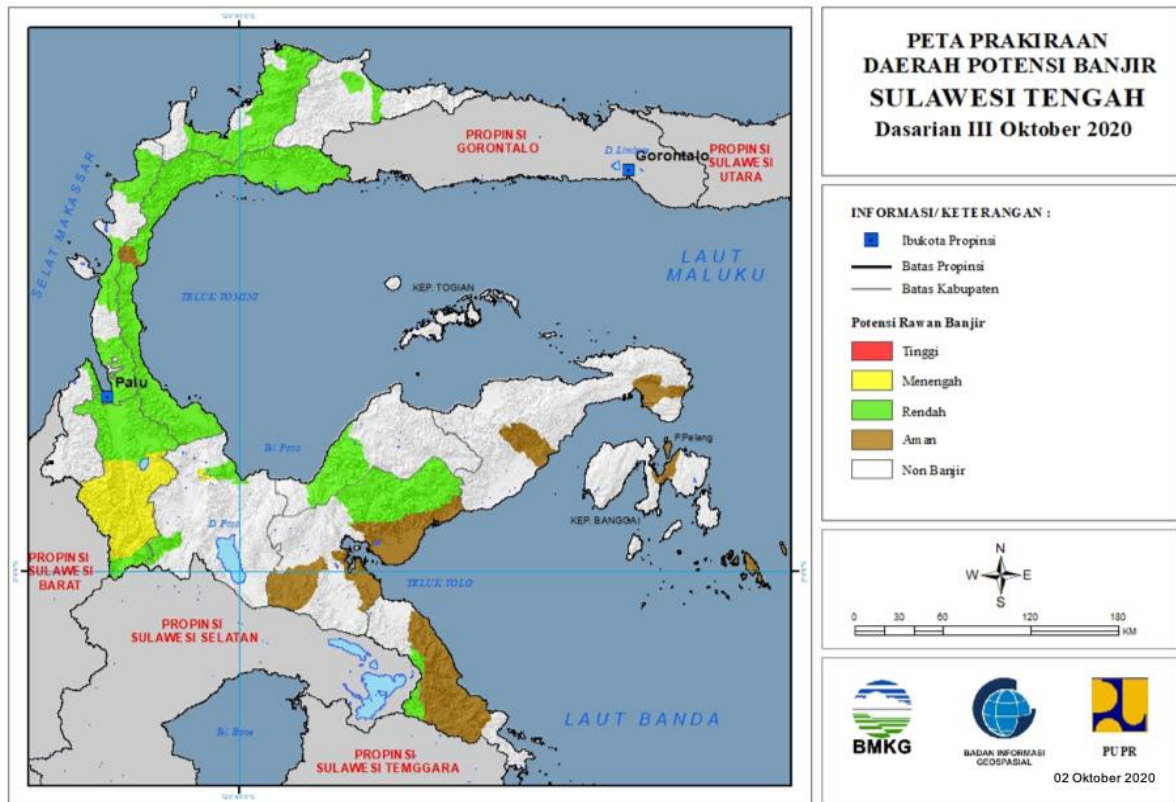 PETA PRAKIRAAN
DAERAH POTENSI BANJIR
SULAWESI TENGAH
Dasarian III Oktober 2020
INFORMASI/ KETERANGAN :
Ibukota Propinsi
Batas Propinsi
Batas Kabupaten
Potensi Rawan Banjir
Tinggi
Menengah
Rendah
Aman
Non Banjir
N
W E
S
0 30 60 120 180
KM
BMKG
BADAN INFORMASI
GEOSPASIAL
PUPR
02 Oktober 2020
PROPINSI
GORONTALO
D. Limboto
Gorontalo
PROPINSI
SULAWESI
UTARA
SELAT MAKASSAR
LAUT
MALUKU
TELUK TOMINI
KEP. TOGIAN
Palu
Tel. Poso
P.Peleng
KEP. BANGGAI
D. Poso
PROPINSI
SULAWESI
BARAT
TELUK TOLO
PROPINSI
SULAWESI SELATAN
LAUT BANDA
Tel. Bone
PROPINSI
SULAWESI TEMGGARA